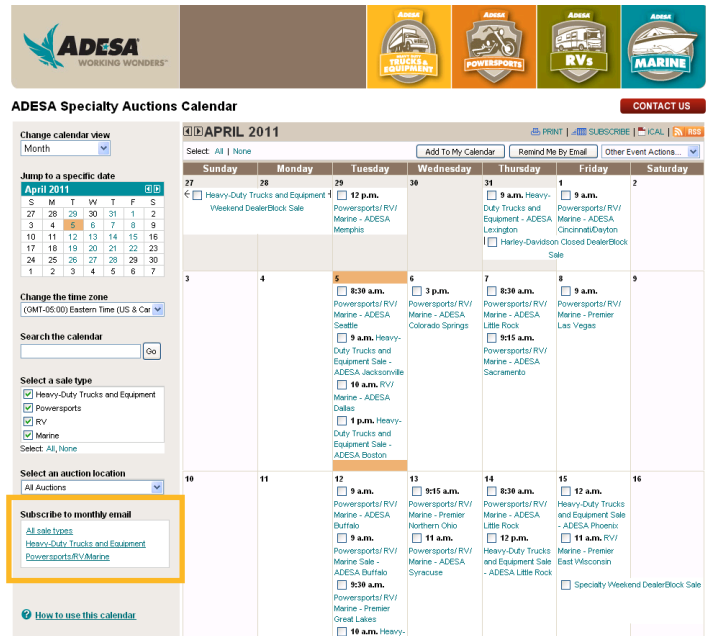 ADESA
WORKING WONDERS™
ADESA
HEAVY DUTY
TRUCKS &
EQUIPMENT
ADESA
POWERSPORTS
ADESA
RVs
ADESA
MARINE
ADESA Specialty Auctions Calendar
CONTACT US
Change calendar view
Month
Jump to a specific date
April 2011
S M T W T F S
27 28 29 30 31 1 2
3 4 5 6 7 8 9
10 11 12 13 14 15 16
17 18 19 20 21 22 23
24 25 26 27 28 29 30
1 2 3 4 5 6 7
Change the time zone
(GMT-05:00) Eastern Time (US & Car
Search the calendar
Go
Select a sale type
Heavy-Duty Trucks and Equipment
Powersports
RV
Marine
Select: All, None
Select an auction location
All Auctions
Subscribe to monthly email
All sale types
Heavy-Duty Trucks and Equipment
Powersports/RV/Marine
How to use this calendar
APRIL 2011
PRINT | SUBSCRIBE | iCAL | RSS
Select: All | None
Add To My Calendar
Remind Me By Email
Other Event Actions...
Sunday Monday Tuesday Wednesday Thursday Friday Saturday
27
28
Heavy-Duty Trucks and Equipment
Weekend DealerBlock Sale
29
12 p.m.
Powersports/RV/
Marine - ADESA
Memphis
30
31
9 a.m. Heavy-
Duty Trucks and
Equipment - ADESA
Lexington
1
9 a.m.
Powersports/RV/
Marine - ADESA
Cincinnati/Dayton
Harley-Davidson Closed DealerBlock
Sale
2
3
4
5
8:30 a.m.
Powersports/RV/
Marine - ADESA
Seattle
9 a.m. Heavy-
Duty Trucks and
Equipment Sale -
ADESA Jacksonville
10 a.m. RV/
Marine - ADESA
Dallas
1 p.m. Heavy-
Duty Trucks and
Equipment Sale -
ADESA Boston
6
3 p.m.
Powersports/RV/
Marine - ADESA
Colorado Springs
7
8:30 a.m.
Powersports/RV/
Marine - ADESA
Little Rock
9:15 a.m.
Powersports/RV/
Marine - ADESA
Sacramento
8
9 a.m.
Powersports/RV/
Marine - Premier
Las Vegas
9
10
11
12
9 a.m.
Powersports/RV/
Marine - ADESA
Buffalo
9 a.m.
Powersports/RV/
Marine Sale -
ADESA Buffalo
9:30 a.m.
Powersports/RV/
Marine - Premier
Great Lakes
10 a.m. Heavy-
13
9:15 a.m.
Powersports/RV/
Marine - Premier
Northern Ohio
11 a.m.
Powersports/RV/
Marine - ADESA
Syracuse
14
8:30 a.m.
Powersports/RV/
Marine - ADESA
Little Rock
12 p.m.
Heavy-Duty Trucks
and Equipment Sale
- ADESA Little Rock
15
12 a.m.
Heavy-Duty Trucks
and Equipment Sale
- ADESA Phoenix
11 a.m. RV/
Marine - Premier
East Wisconsin
Specialty Weekend DealerBlock Sale
16